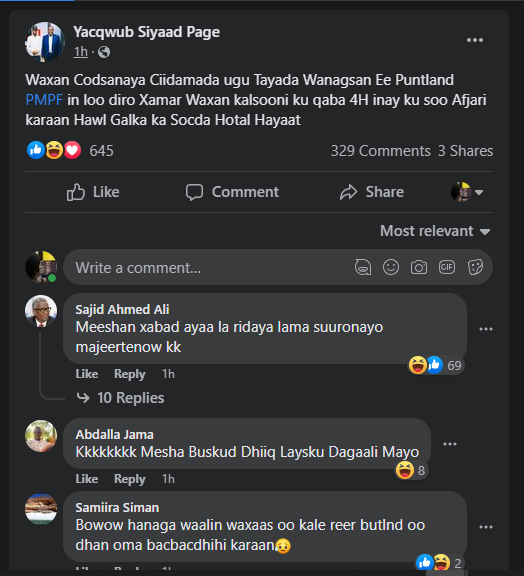 Yacqwub Siyaad Page
1h ·
Waxan Codsanaya Ciidamada ugu Tayada Wanagsan Ee Puntland
PMPF in loo diro Xamar Waxan kalsooni ku qaba 4H inay ku soo Afjari
karaan Hawl Galka ka Socda Hotal Hayaat
645
329 Comments 3 Shares
Like
Comment
Share
Most relevant
Write a comment...
GIF
Sajid Ahmed Ali
Meeshan xabad ayaa la ridaya lama suuronayo
majeertenow kk
69
Like Reply 1h
10 Replies
Abdalla Jama
Kkkkkkkk Mesha Buskud Dhiiq Laysku Dagaali Mayo
8
Like Reply 1h
Samiira Siman
Bowow hanaga waalin waxaas oo kale reer butlnd oo
dhan oma bacbacdhihi karaan😥
2